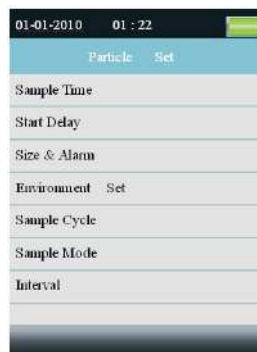 01-01-2010 01 : 22
Particle Set
Sample Time
Start Delay
Size & Alarm
Environment Set
Sample Cycle
Sample Mode
Interval